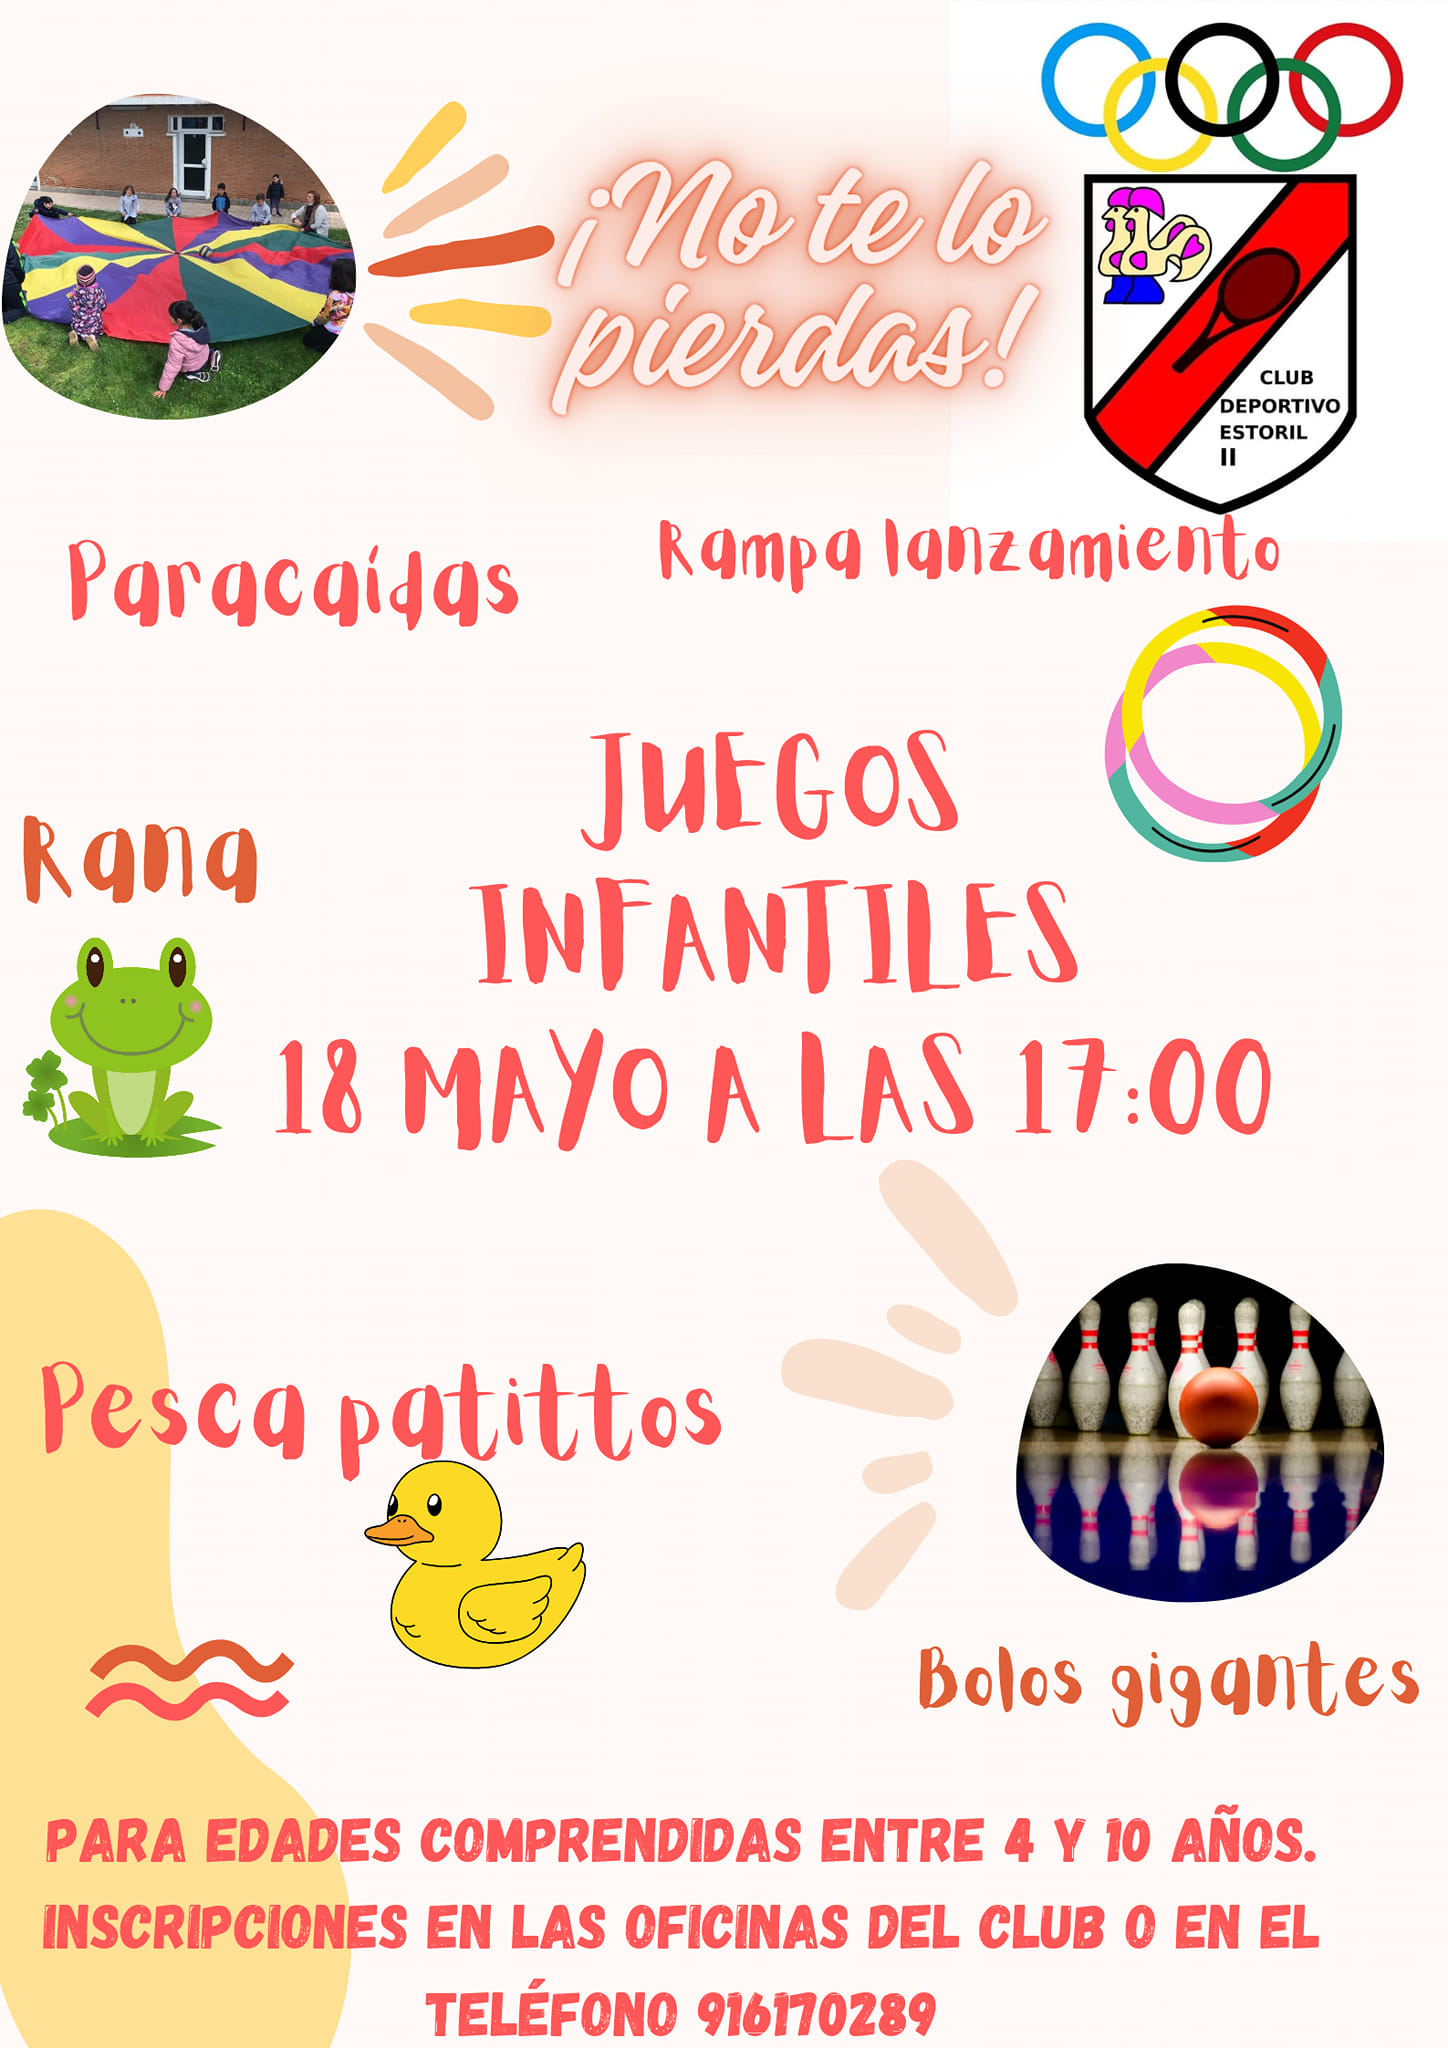 ¡No te lo
pierdas!
CLUB
DEPORTIVO
ESTORIL
II
Paracaídas
Rampa lanzamiento
JUEGOS
INFANTILES
18 MAYO A LAS 17:00
Rana
Pesca patittos
Bolos gigantes
PARA EDADES COMPRENDIDAS ENTRE 4 Y 10 AÑOS.
INSCRIPCIONES EN LAS OFICINAS DEL CLUB O EN EL
TELÉFONO 916170289